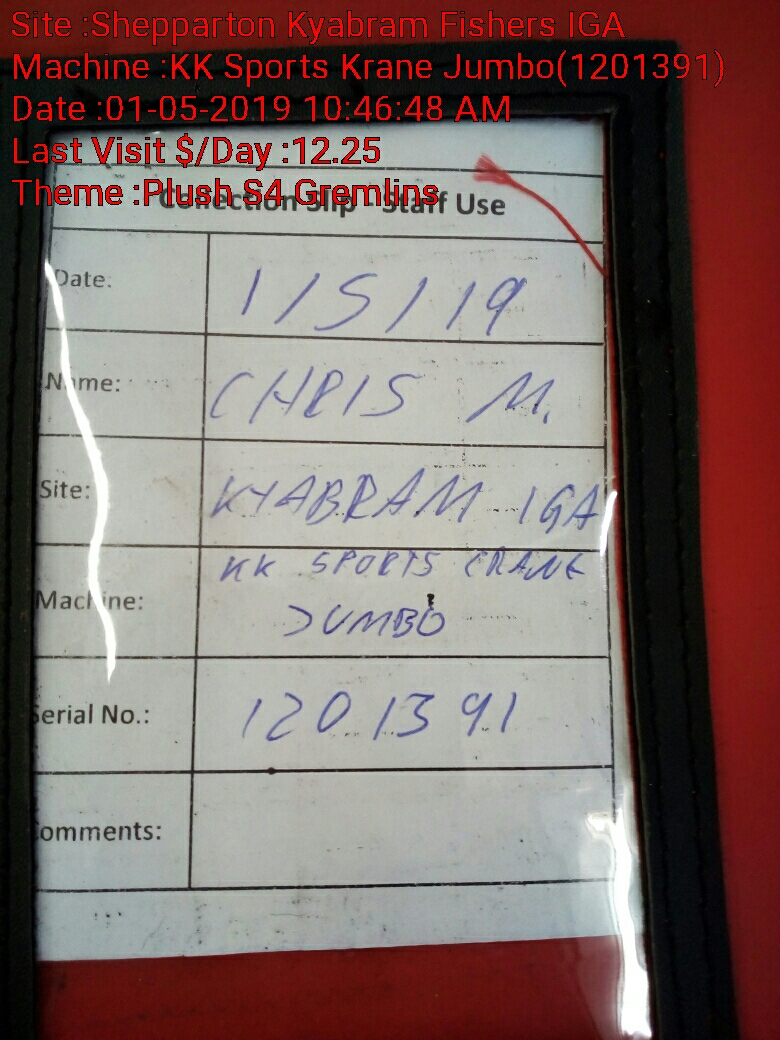 Site :Shepparton Kyabram Fishers IGA
Machine :KK Sports Krane Jumbo(1201391)
Date :01-05-2019 10:46:48 AM
Last Visit $/Day :12.25
Theme :Plush S4 Gremlins
Collection Slip - Staff Use
Date: 1/5/19
Name: CHRIS M.
Site: KYABRAM IGA
Machine: KK SPORTS CRANE
JUMBO
Serial No.: 1201391
Comments: